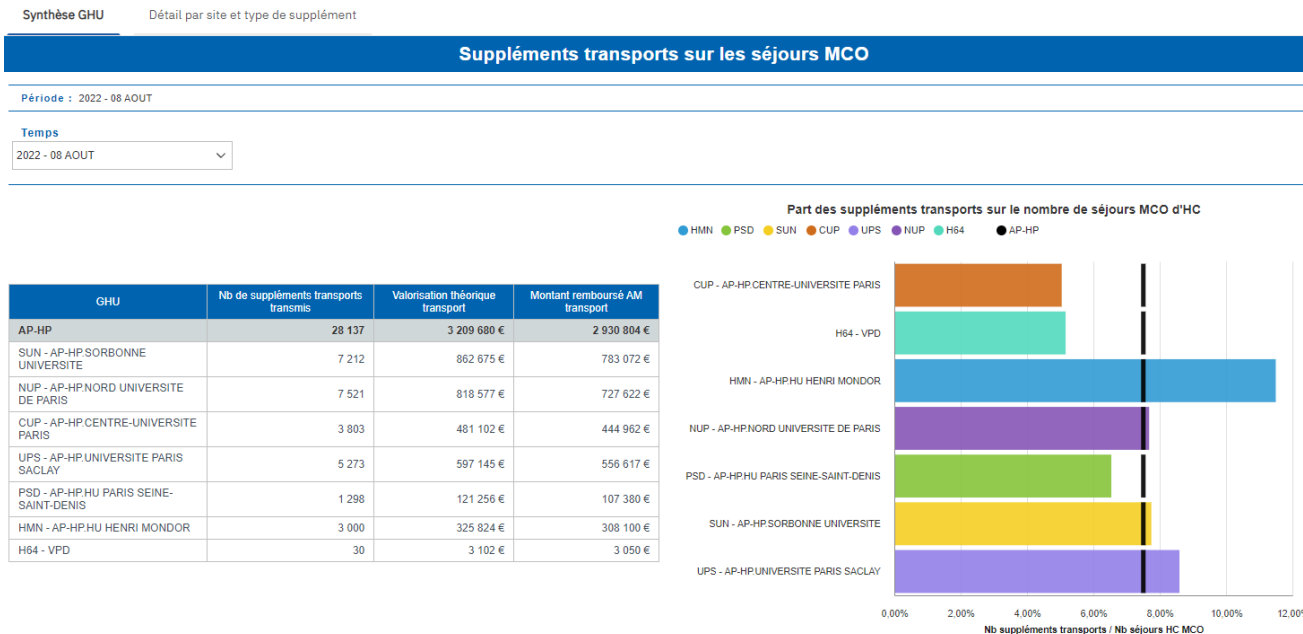 Synthèse GHU
Détail par site et type de supplément
Suppléments transports sur les séjours MCO
Période : 2022 - 08 AOUT
Temps
2022 - 08 AOUT
GHU
Nb de suppléments transports
transmis
Valorisation théorique
transport
Montant remboursé AM
transport
AP-HP 28 137 3 209 680 € 2 930 804 €
SUN - AP-HP.SORBONNE
UNIVERSITE
7 212 862 675 € 783 072 €
NUP - AP-HP.NORD UNIVERSITE
DE PARIS
7 521 818 577 € 727 622 €
CUP - AP-HP.CENTRE-UNIVERSITE
PARIS
3 803 481 102 € 444 962 €
UPS - AP-HP.UNIVERSITE PARIS
SACLAY
5 273 597 145 € 556 617 €
PSD - AP-HP.HU PARIS SEINE-
SAINT-DENIS
1 298 121 256 € 107 380 €
HMN - AP-HP.HU HENRI MONDOR 3 000 325 824 € 308 100 €
H64 - VPD 30 3 102 € 3 050 €
Part des suppléments transports sur le nombre de séjours MCO d'HC
HMN PSD SUN CUP UPS NUP H64 AP-HP
CUP - AP-HP.CENTRE-UNIVERSITE PARIS
H64 - VPD
HMN - AP-HP.HU HENRI MONDOR
NUP - AP-HP.NORD UNIVERSITE DE PARIS
PSD - AP-HP.HU PARIS SEINE-SAINT-DENIS
SUN - AP-HP.SORBONNE UNIVERSITE
UPS - AP-HP.UNIVERSITE PARIS SACLAY
0,00% 2,00% 4,00% 6,00% 8,00% 10,00% 12,00
Nb suppléments transports / Nb séjours HC MCO